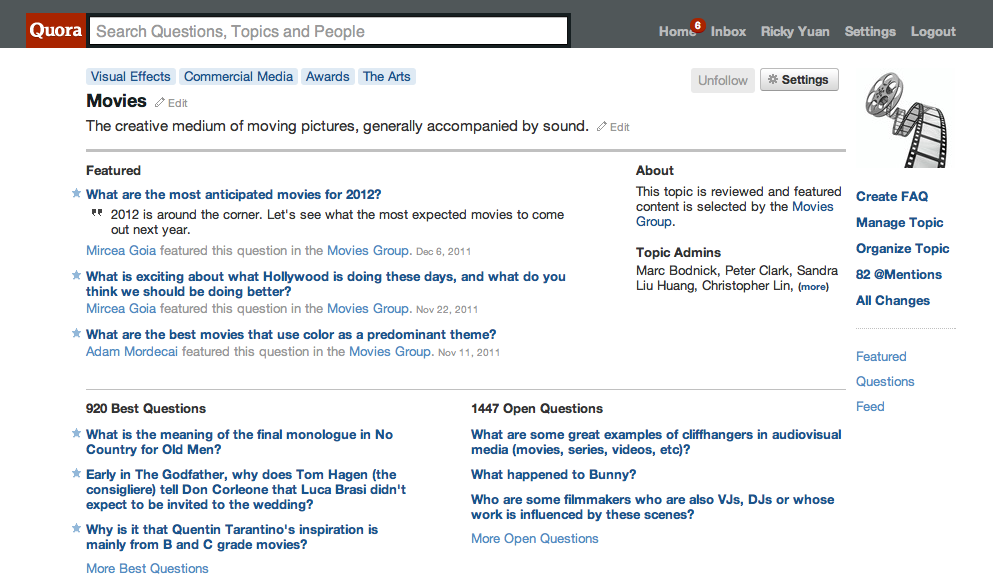 Quora
Search Questions, Topics and People
Home 6 Inbox Ricky Yuan Settings Logout
Visual Effects Commercial Media Awards The Arts
Unfollow Settings
Movies Edit
The creative medium of moving pictures, generally accompanied by sound. Edit
Featured
What are the most anticipated movies for 2012?
" 2012 is around the corner. Let's see what the most expected movies to come
out next year.
Mircea Goia featured this question in the Movies Group. Dec 6, 2011
What is exciting about what Hollywood is doing these days, and what do you
think we should be doing better?
Mircea Goia featured this question in the Movies Group. Nov 22, 2011
What are the best movies that use color as a predominant theme?
Adam Mordecai featured this question in the Movies Group. Nov 11, 2011
About
This topic is reviewed and featured
content is selected by the Movies
Group.
Topic Admins
Marc Bodnick, Peter Clark, Sandra
Liu Huang, Christopher Lin, (more)
Create FAQ
Manage Topic
Organize Topic
82 @Mentions
All Changes
Featured
Questions
Feed
920 Best Questions
What is the meaning of the final monologue in No
Country for Old Men?
Early in The Godfather, why does Tom Hagen (the
consigliere) tell Don Corleone that Luca Brasi didn't
expect to be invited to the wedding?
Why is it that Quentin Tarantino's inspiration is
mainly from B and C grade movies?
More Best Questions
1447 Open Questions
What are some great examples of cliffhangers in audiovisual
media (movies, series, videos, etc)?
What happened to Bunny?
Who are some filmmakers who are also VJs, DJs or whose
work is influenced by these scenes?
More Open Questions